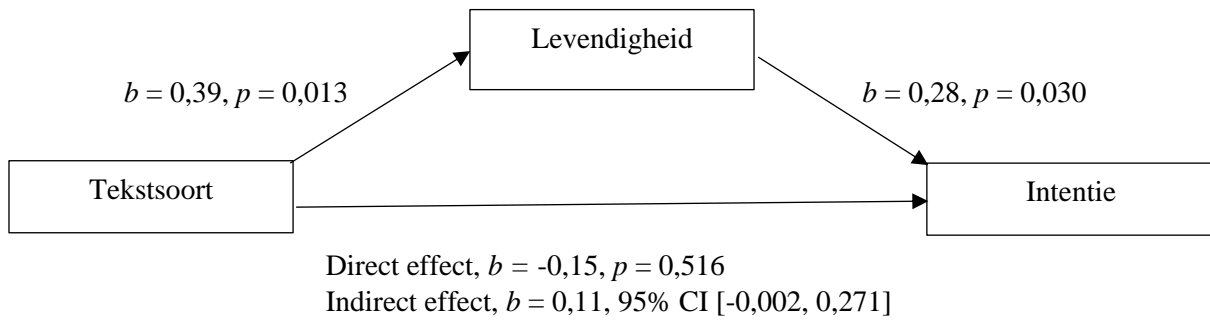 Levendigheid
b = 0,39, p = 0,013
b = 0,28, p = 0,030
Tekstsoort
Intentie
Direct effect, b = -0,15, p = 0,516
Indirect effect, b = 0,11, 95% CI [-0,002, 0,271]